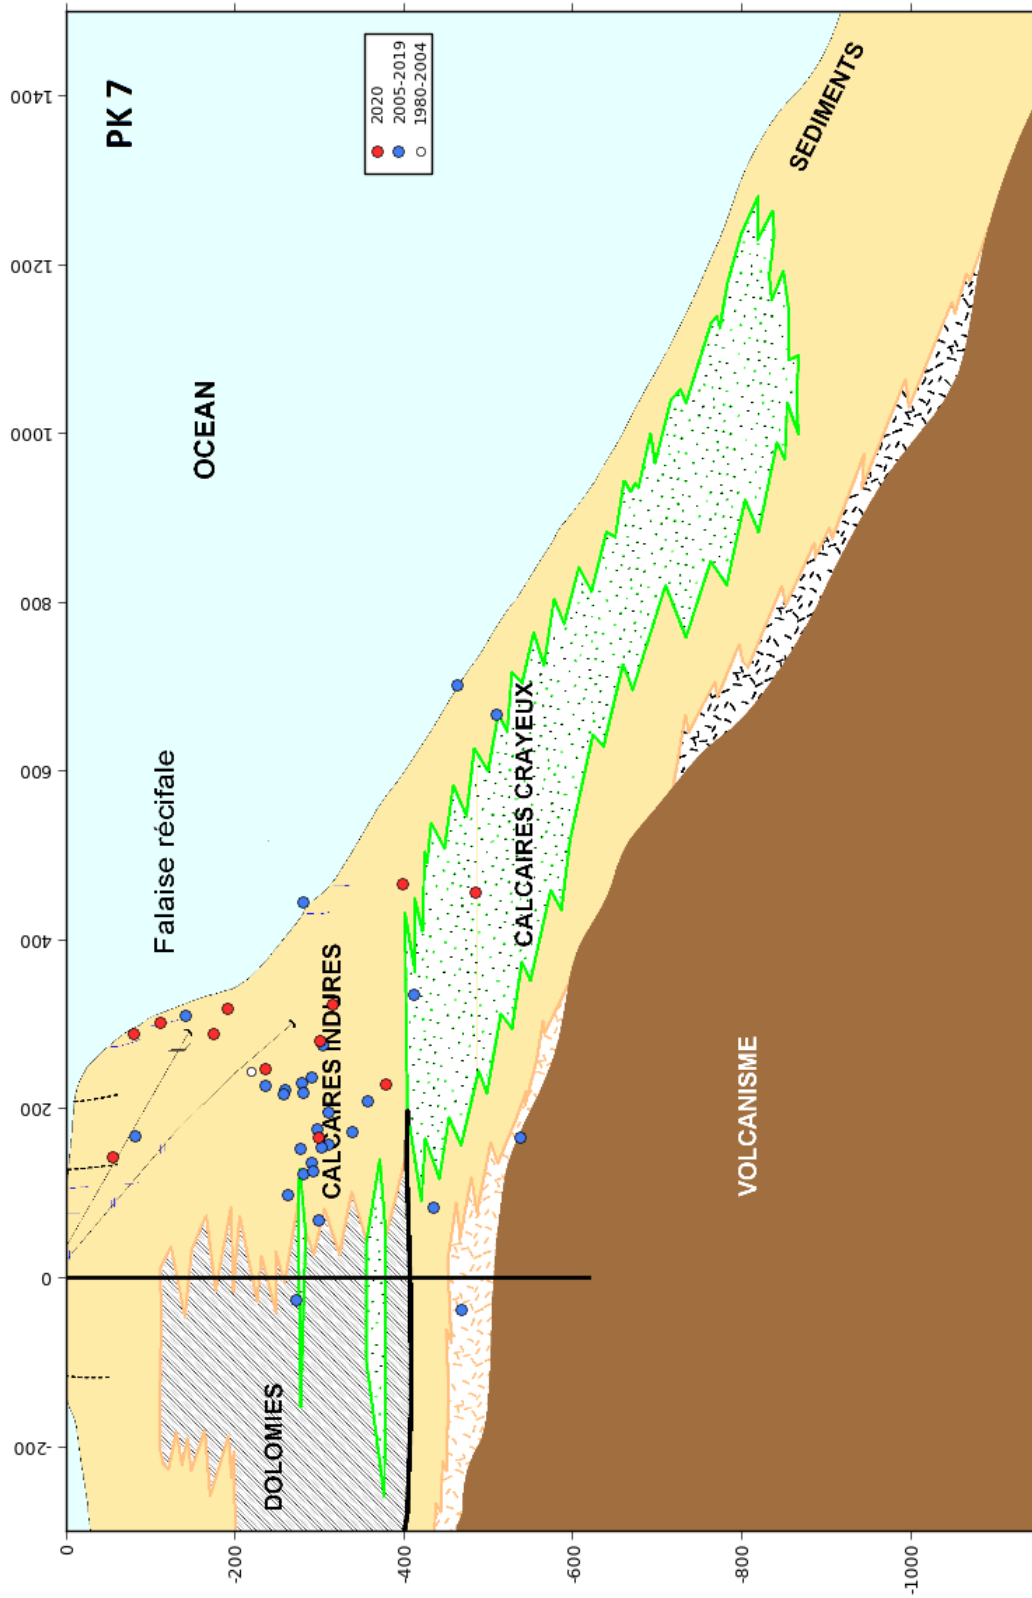 PK 7
2020
2005-2019
1980-2004
OCEAN
Falaise récifale
SEDIMENTS
CALCAIRES INDURES
CALCAIRES CRAYEUX
DOLOMIES
VOLCANISME
-200
0
200
400
600
800
1000
1200
1400
0
-200
-400
-600
-800
-1000